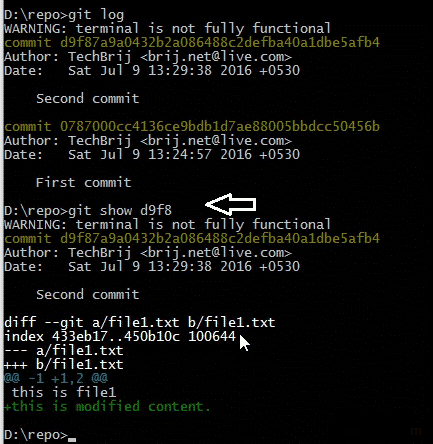 D:\repo>git log
WARNING: terminal is not fully functional
commit d9f87a9a0432b2a086488c2defba40a1dbe5afb4
Author: TechBrij <brij.net@live.com>
Date:   Sat Jul 9 13:29:38 2016 +0530
    Second commit
commit 0787000cc4136ce9bdb1d7ae88005bbdcc50456b
Author: TechBrij <brij.net@live.com>
Date:   Sat Jul 9 13:24:57 2016 +0530
    First commit
D:\repo>git show d9f8
WARNING: terminal is not fully functional
commit d9f87a9a0432b2a086488c2defba40a1dbe5afb4
Author: TechBrij <brij.net@live.com>
Date:   Sat Jul 9 13:29:38 2016 +0530
    Second commit
diff --git a/file1.txt b/file1.txt
index 433eb17..450b10c 100644
--- a/file1.txt
+++ b/file1.txt
@@ -1 +1,2 @@
 this is file1
+this is modified content.
D:\repo>